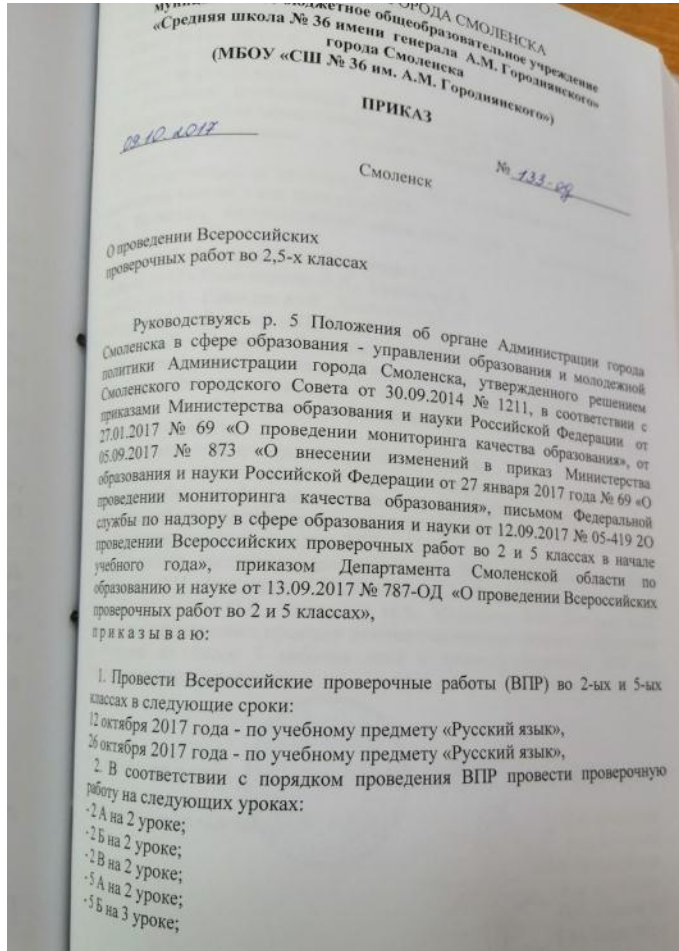 ГОРОДА СМОЛЕНСКА
бюджетное общеобразовательное учреждение
«Средняя школа № 36 имени генерала А.М. Городнянского»
города Смоленска
(МБОУ «СШ № 36 им. А.М. Городнянского»)
ПРИКАЗ
09.10.2017
Смоленск
№ 133-од
О проведении Всероссийских
проверочных работ во 2,5-х классах
Руководствуясь р. 5 Положения об органе Администрации города
Смоленска в сфере образования - управлении образования и молодежной
политики Администрации города Смоленска, утвержденного решением
Смоленского городского Совета от 30.09.2014 № 1211, в соответствии с
приказами Министерства образования и науки Российской Федерации от
27.01.2017 № 69 «О проведении мониторинга качества образования», от
05.09.2017 № 873 «О внесении изменений в приказ Министерства
образования и науки Российской Федерации от 27 января 2017 года № 69 «О
проведении мониторинга качества образования», письмом Федеральной
службы по надзору в сфере образования и науки от 12.09.2017 № 05-419 2О
проведении Всероссийских проверочных работ во 2 и 5 классах в начале
учебного года», приказом Департамента Смоленской области по
образованию и науке от 13.09.2017 № 787-ОД «О проведении Всероссийских
проверочных работ во 2 и 5 классах»,
п р и к а з ы в а ю:
1. Провести Всероссийские проверочные работы (ВПР) во 2-ых и 5-ых
классах в следующие сроки:
12 октября 2017 года - по учебному предмету «Русский язык»,
26 октября 2017 года - по учебному предмету «Русский язык»,
2. В соответствии с порядком проведения ВПР провести проверочную
работу на следующих уроках:
-2 А на 2 уроке;
-2 Б на 2 уроке;
-2 В на 2 уроке;
-5 А на 2 уроке;
-5 Б на 3 уроке;